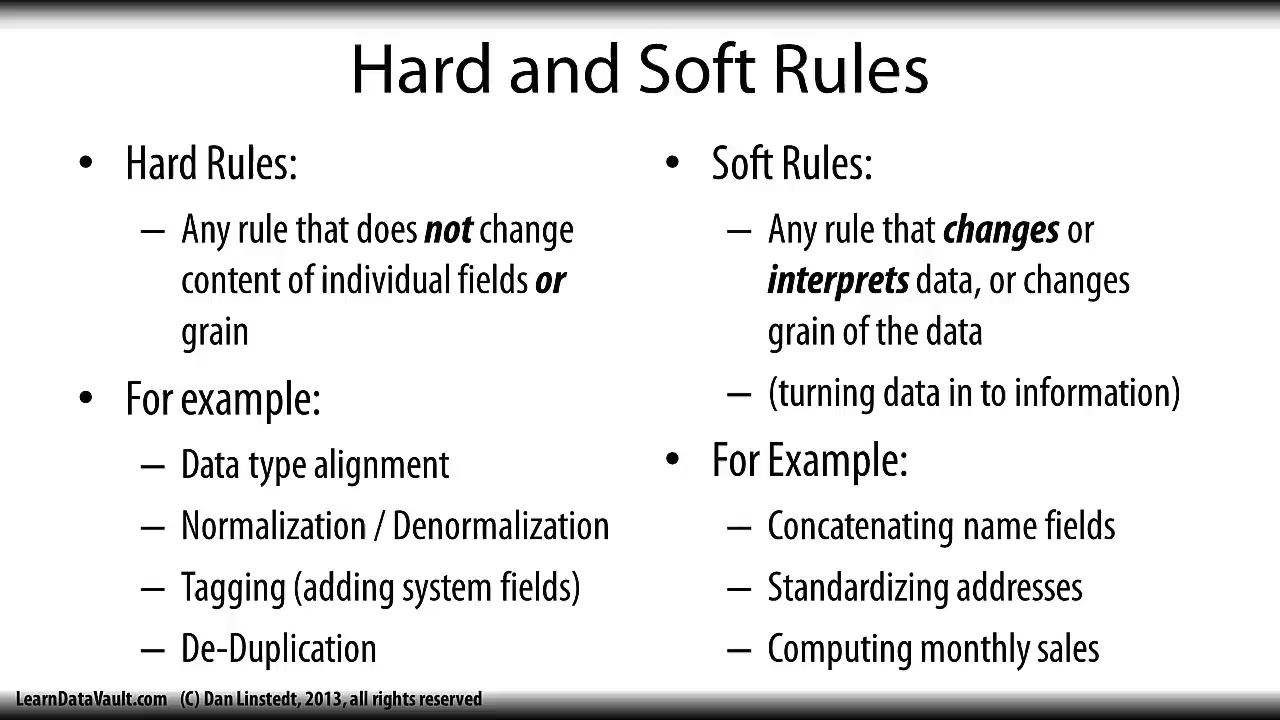 Hard and Soft Rules
• Hard Rules:
– Any rule that does not change
content of individual fields or
grain
• For example:
– Data type alignment
– Normalization / Denormalization
– Tagging (adding system fields)
– De-Duplication
• Soft Rules:
– Any rule that changes or
interprets data, or changes
grain of the data
– (turning data in to information)
• For Example:
– Concatenating name fields
– Standardizing addresses
– Computing monthly sales
LearnDataVault.com (C) Dan Linstedt, 2013, all rights reserved